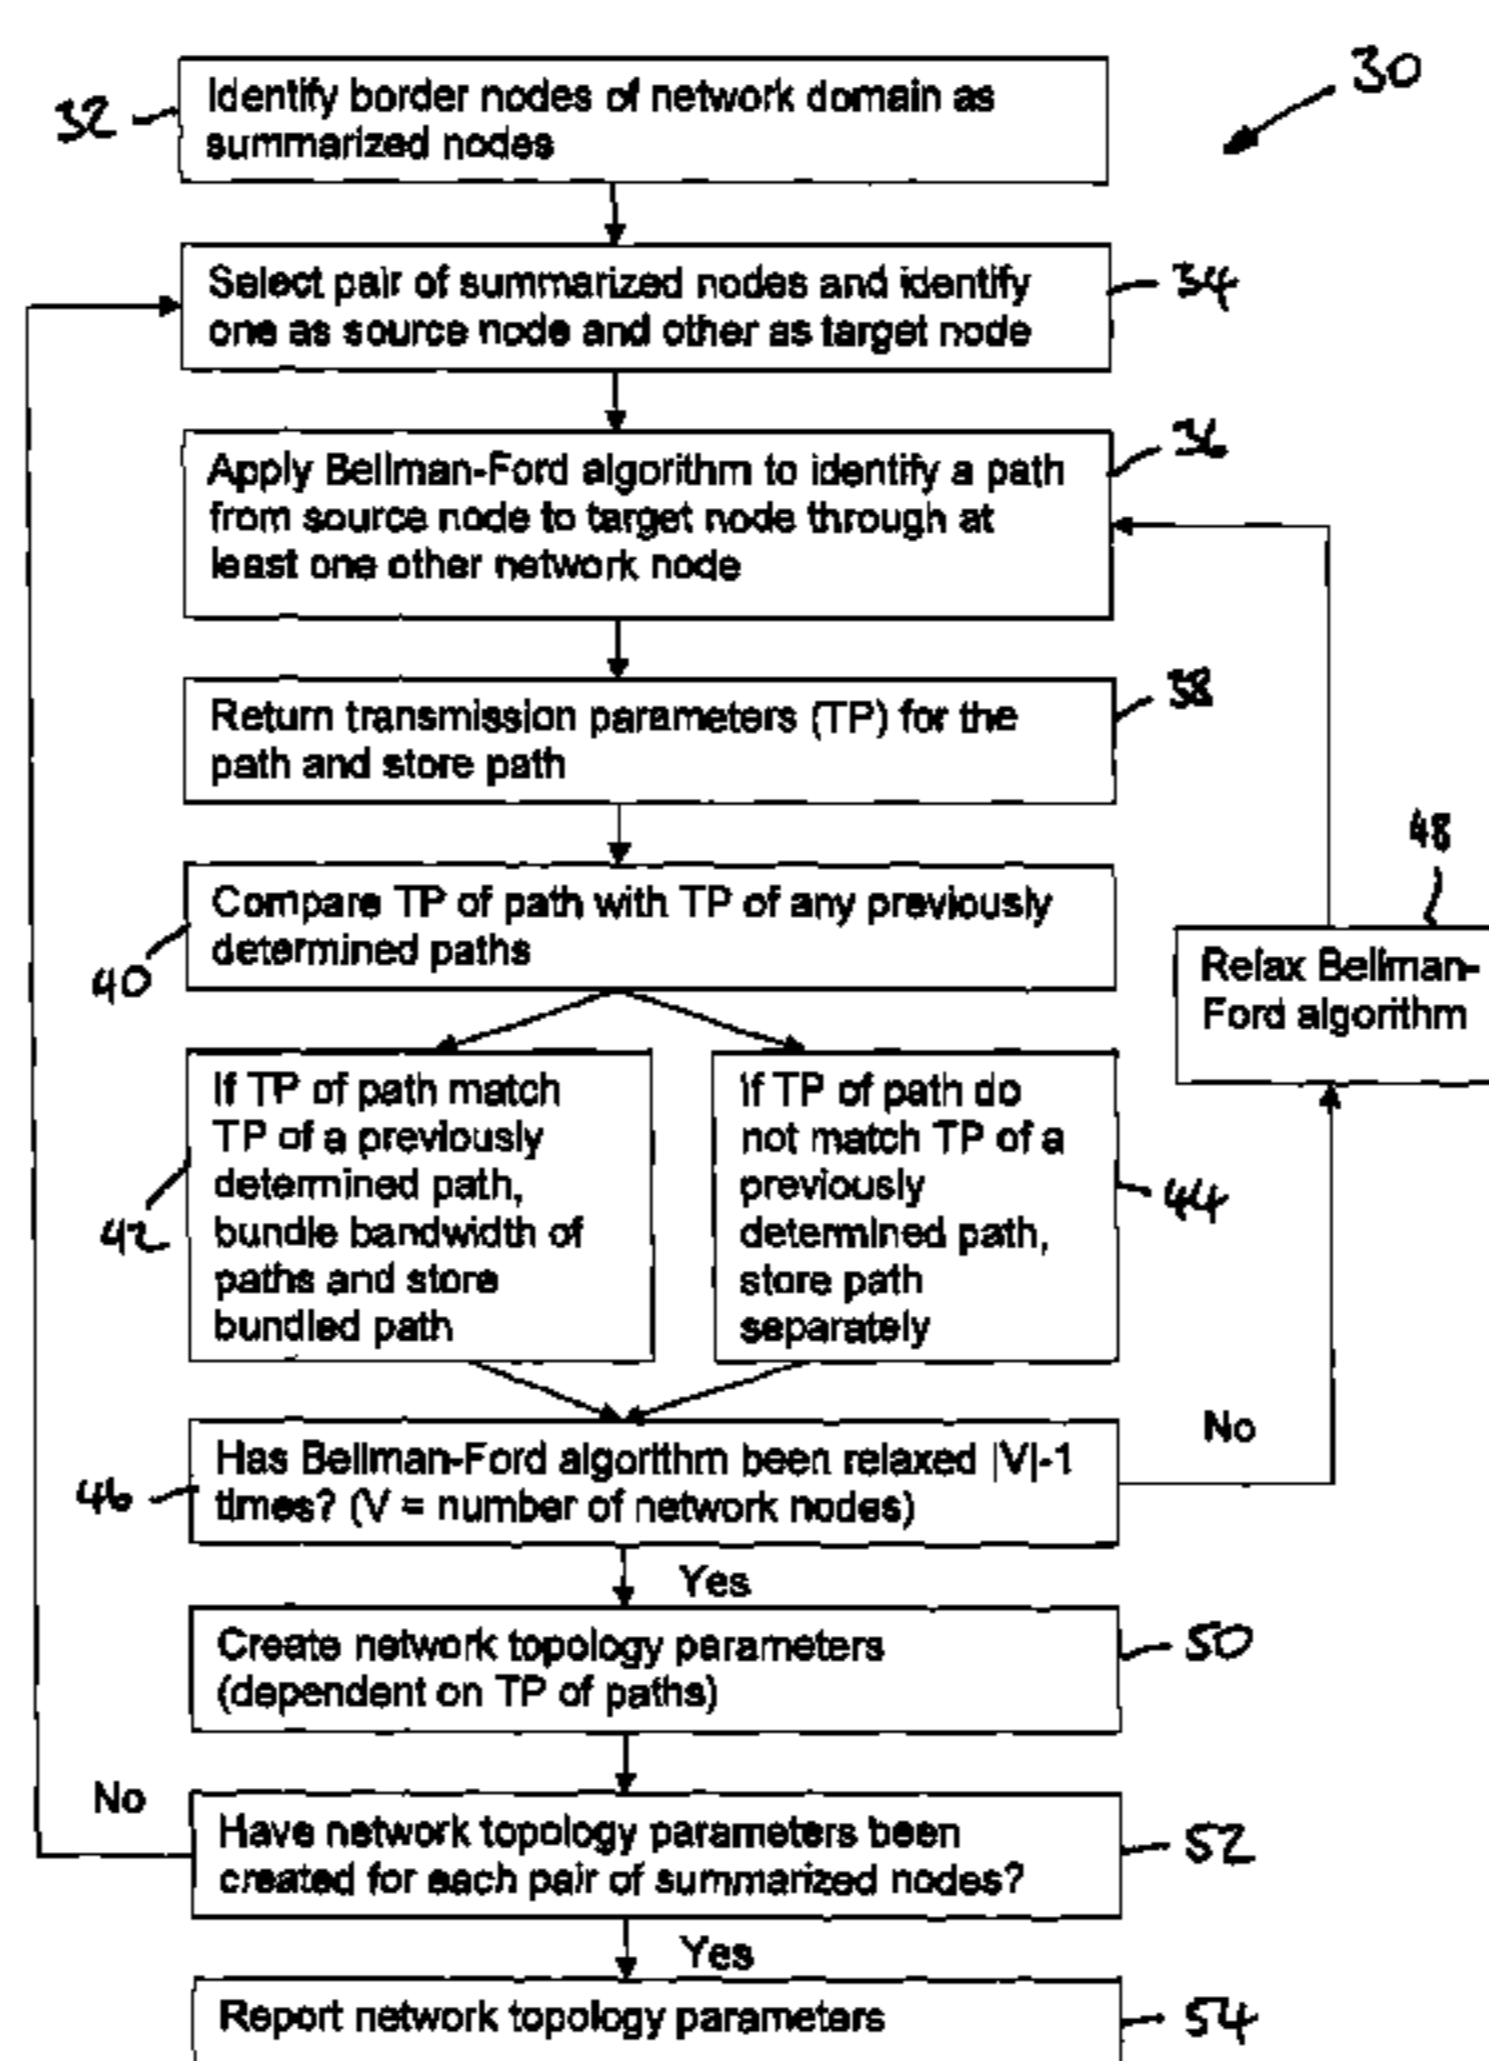 30
32
Identify border nodes of network domain as
summarized nodes
34
Select pair of summarized nodes and identify
one as source node and other as target node
36
Apply Bellman-Ford algorithm to identify a path
from source node to target node through at
least one other network node
38
Return transmission parameters (TP) for the
path and store path
40
Compare TP of path with TP of any previously
determined paths
48
Relax Bellman-
Ford algorithm
42
If TP of path match
TP of a previously
determined path,
bundle bandwidth of
paths and store
bundled path
44
If TP of path do
not match TP of a
previously
determined path,
store path
separately
46
Has Bellman-Ford algorithm been relaxed |V|-1
times? (V = number of network nodes)
No
Yes
50
Create network topology parameters
(dependent on TP of paths)
No
52
Have network topology parameters been
created for each pair of summarized nodes?
Yes
54
Report network topology parameters